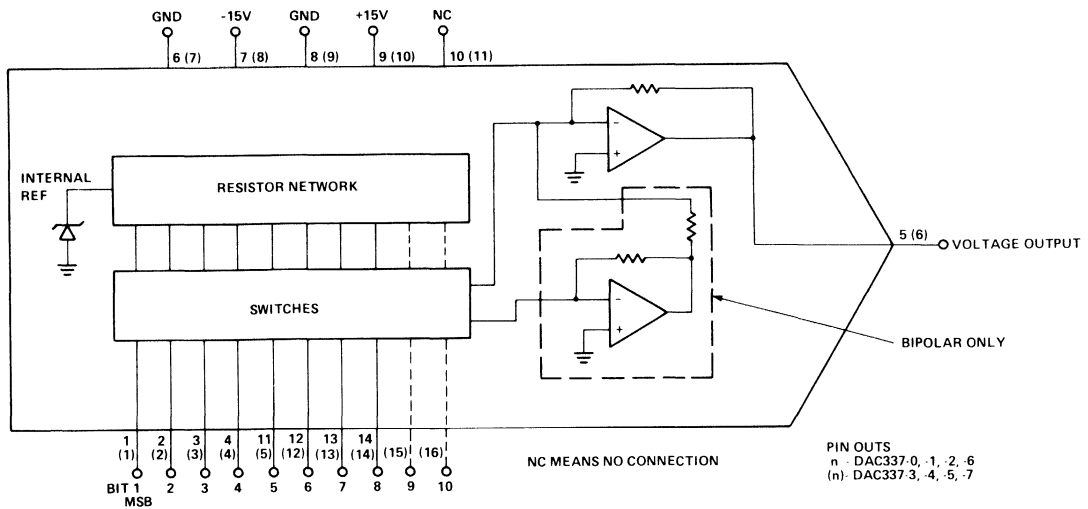 GND -15V GND +15V NC
6 (7) 7 (8) 8 (9) 9 (10) 10 (11)
INTERNAL
REF
RESISTOR NETWORK
SWITCHES
-
+
-
+
5 (6)
VOLTAGE OUTPUT
BIPOLAR ONLY
1 2 3 4 11 12 13 14
(1) (2) (3) (4) (5) (12) (13) (14) (15) (16)
BIT 1 2 3 4 5 6 7 8 9 10
MSB
NC MEANS NO CONNECTION
PIN OUTS
n - DAC337-0, -1, -2, -6
(n)- DAC337-3, -4, -5, -7